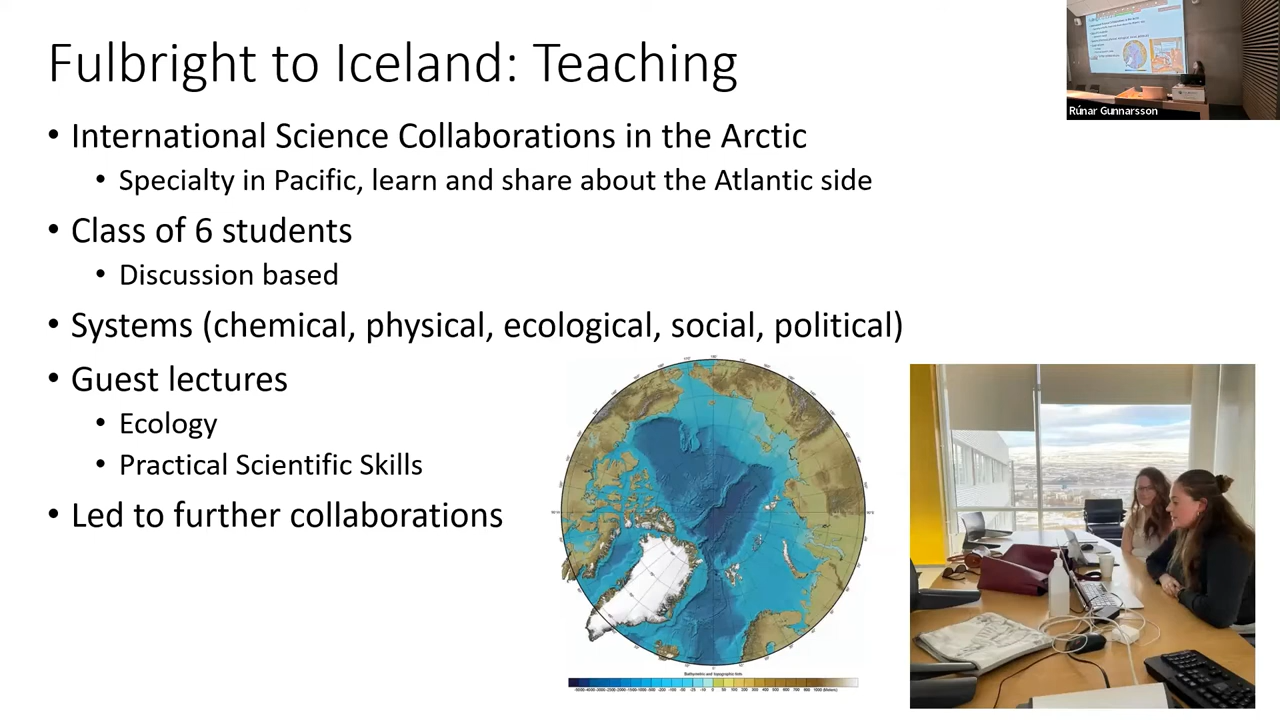 Fulbright to Iceland: Teaching
Rúnar Gunnarsson
• International Science Collaborations in the Arctic
• Specialty in Pacific, learn and share about the Atlantic side
• Class of 6 students
• Discussion based
• Systems (chemical, physical, ecological, social, political)
• Guest lectures
• Ecology
• Practical Scientific Skills
• Led to further collaborations